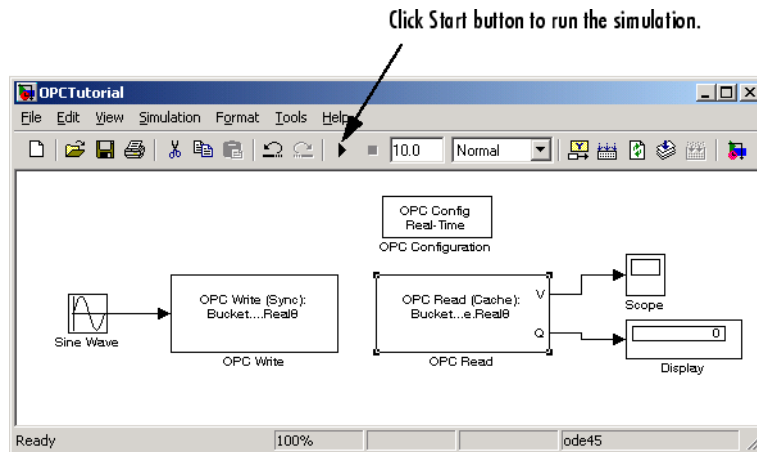 Click Start button to run the simulation.
OPCTutorial
File Edit View Simulation Format Tools Help
10.0 Normal
OPC Config
Real-Time
OPC Configuration
Sine Wave
OPC Write (Sync):
Bucket....Real8
OPC Write
OPC Read (Cache):
Bucket...e.Real8
V
Q
OPC Read
Scope
0
Display
Ready 100% ode45